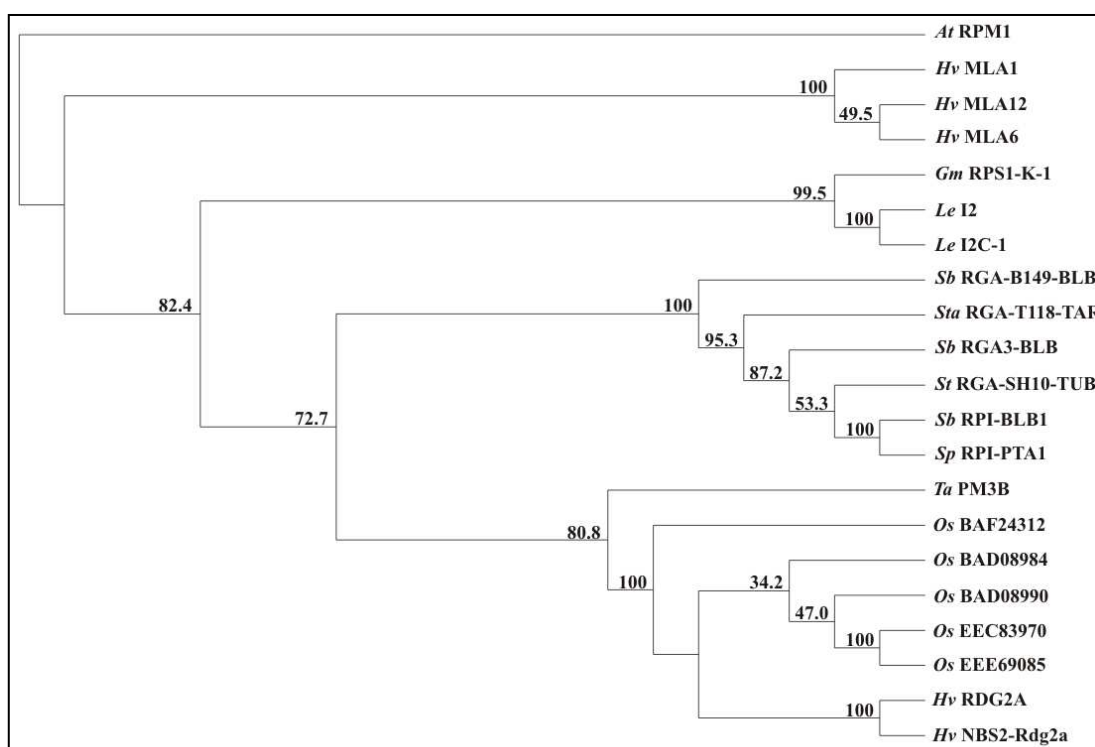 At RPM1
Hv MLA1
100
Hv MLA12
49.5
Hv MLA6
Gm RPS1-K-1
99.5
Le I2
100
Le I2C-1
Sb RGA-B149-BLB
82.4
100
Sta RGA-T118-TAR
95.3
Sb RGA3-BLB
87.2
St RGA-SH10-TUB
53.3
Sb RPI-BLB1
72.7
100
Sp RPI-PTA1
Ta PM3B
80.8
Os BAF24312
Os BAD08984
100
34.2
Os BAD08990
47.0
Os EEC83970
100
Os EEE69085
Hv RDG2A
100
Hv NBS2-Rdg2a